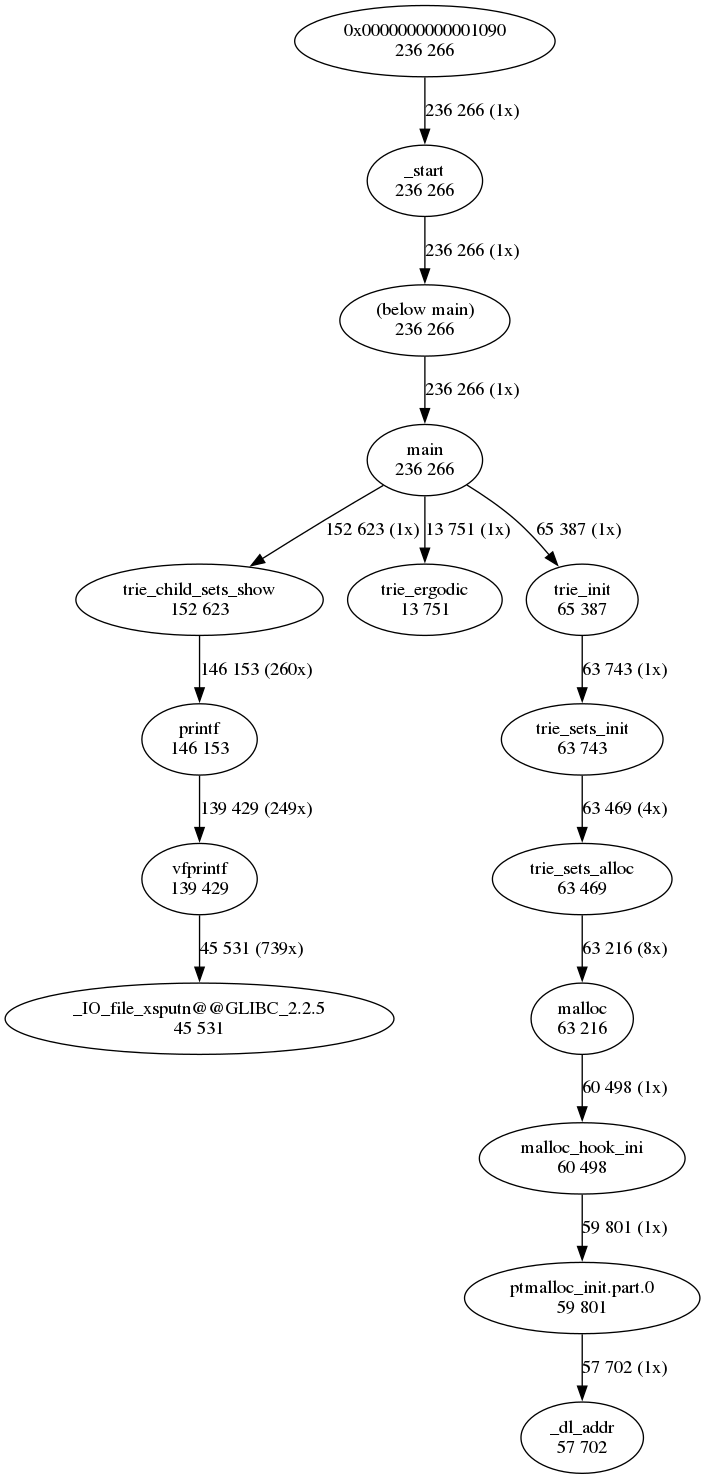 0x0000000000001090
236 266
236 266 (1x)
_start
236 266
236 266 (1x)
(below main)
236 266
236 266 (1x)
main
236 266
152 623 (1x)
13 751 (1x)
65 387 (1x)
trie_child_sets_show
152 623
trie_ergodic
13 751
trie_init
65 387
146 153 (260x)
63 743 (1x)
printf
146 153
trie_sets_init
63 743
139 429 (249x)
63 469 (4x)
vfprintf
139 429
trie_sets_alloc
63 469
45 531 (739x)
63 216 (8x)
_IO_file_xsputn@@GLIBC_2.2.5
45 531
malloc
63 216
60 498 (1x)
malloc_hook_ini
60 498
59 801 (1x)
ptmalloc_init.part.0
59 801
57 702 (1x)
_dl_addr
57 702